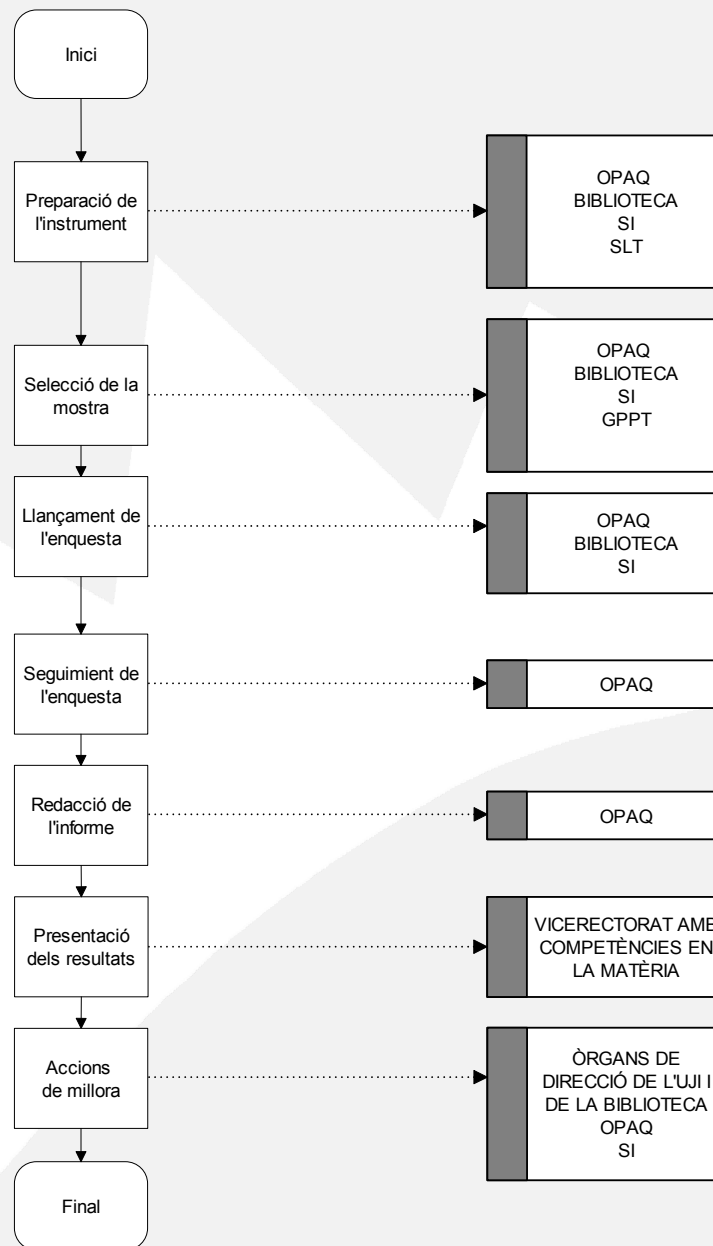 Inici
Preparació de
l'instrument
OPAQ
BIBLIOTECA
SI
SLT
Selecció de la
mostra
OPAQ
BIBLIOTECA
SI
GPPT
Llançament de
l'enquesta
OPAQ
BIBLIOTECA
SI
Seguimient de
l'enquesta
OPAQ
Redacció de
l'informe
OPAQ
Presentació
dels resultats
VICERECTORAT AMB
COMPETÈNCIES EN
LA MATÈRIA
Accions
de millora
ÒRGANS DE
DIRECCIÓ DE L'UJI I
DE LA BIBLIOTECA
OPAQ
SI
Final